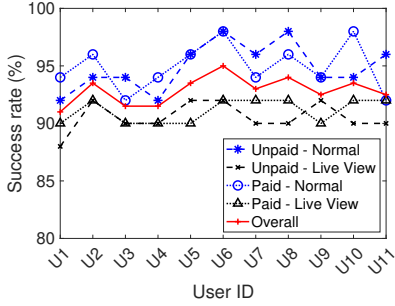 100
95
90
85
80
Success rate (%)
Unpaid - Normal
Unpaid - Live View
Paid - Normal
Paid - Live View
Overall
U1 U2 U3 U4 U5 U6 U7 U8 U9 U10 U11
User ID